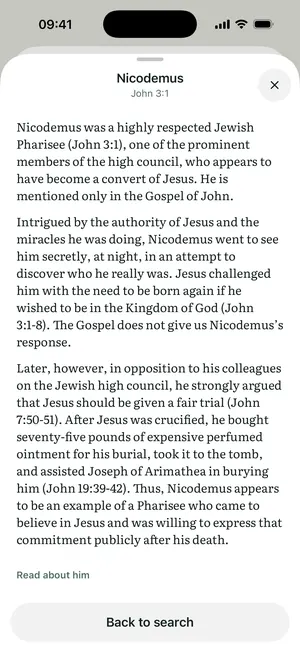 09:41
Nicodemus
John 3:1
Nicodemus was a highly respected Jewish
Pharisee (John 3:1), one of the prominent
members of the high council, who appears to
have become a convert of Jesus. He is
mentioned only in the Gospel of John.
Intrigued by the authority of Jesus and the
miracles he was doing, Nicodemus went to see
him secretly, at night, in an attempt to
discover who he really was. Jesus challenged
him with the need to be born again if he
wished to be in the Kingdom of God (John
3:1-8). The Gospel does not give us Nicodemus’s
response.
Later, however, in opposition to his colleagues
on the Jewish high council, he strongly argued
that Jesus should be given a fair trial (John
7:50-51). After Jesus was crucified, he bought
seventy-five pounds of expensive perfumed
ointment for his burial, took it to the tomb,
and assisted Joseph of Arimathea in burying
him (John 19:39-42). Thus, Nicodemus appears
to be an example of a Pharisee who came to
believe in Jesus and was willing to express that
commitment publicly after his death.
Read about him
Back to search